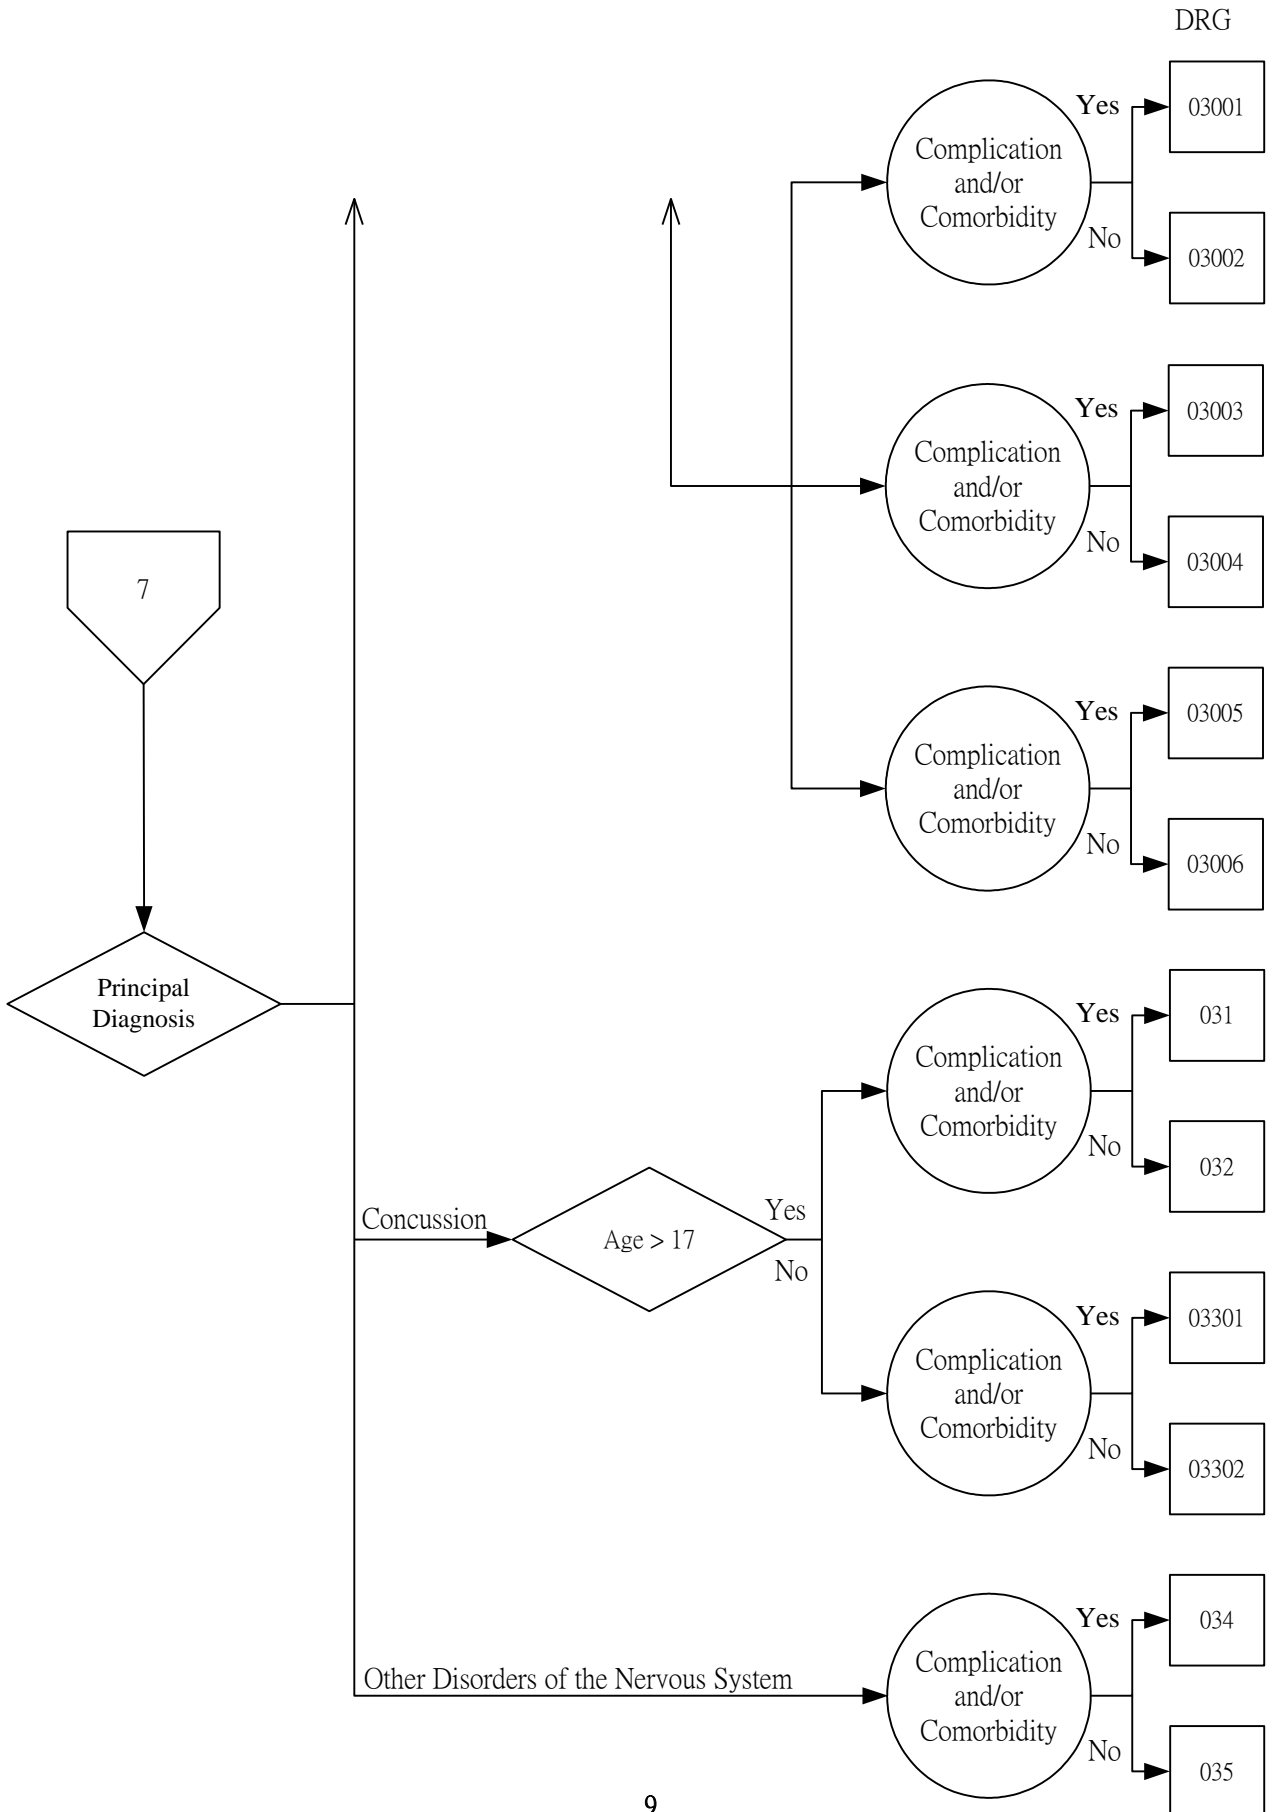 DRG
Complication
and/or
Comorbidity
Yes
03001
No
03002
Complication
and/or
Comorbidity
Yes
03003
No
03004
7
Complication
and/or
Comorbidity
Yes
03005
No
03006
Principal
Diagnosis
Complication
and/or
Comorbidity
Yes
031
No
032
Concussion
Age > 17
Yes
No
Complication
and/or
Comorbidity
Yes
03301
No
03302
Other Disorders of the Nervous System
Complication
and/or
Comorbidity
Yes
034
No
035
9